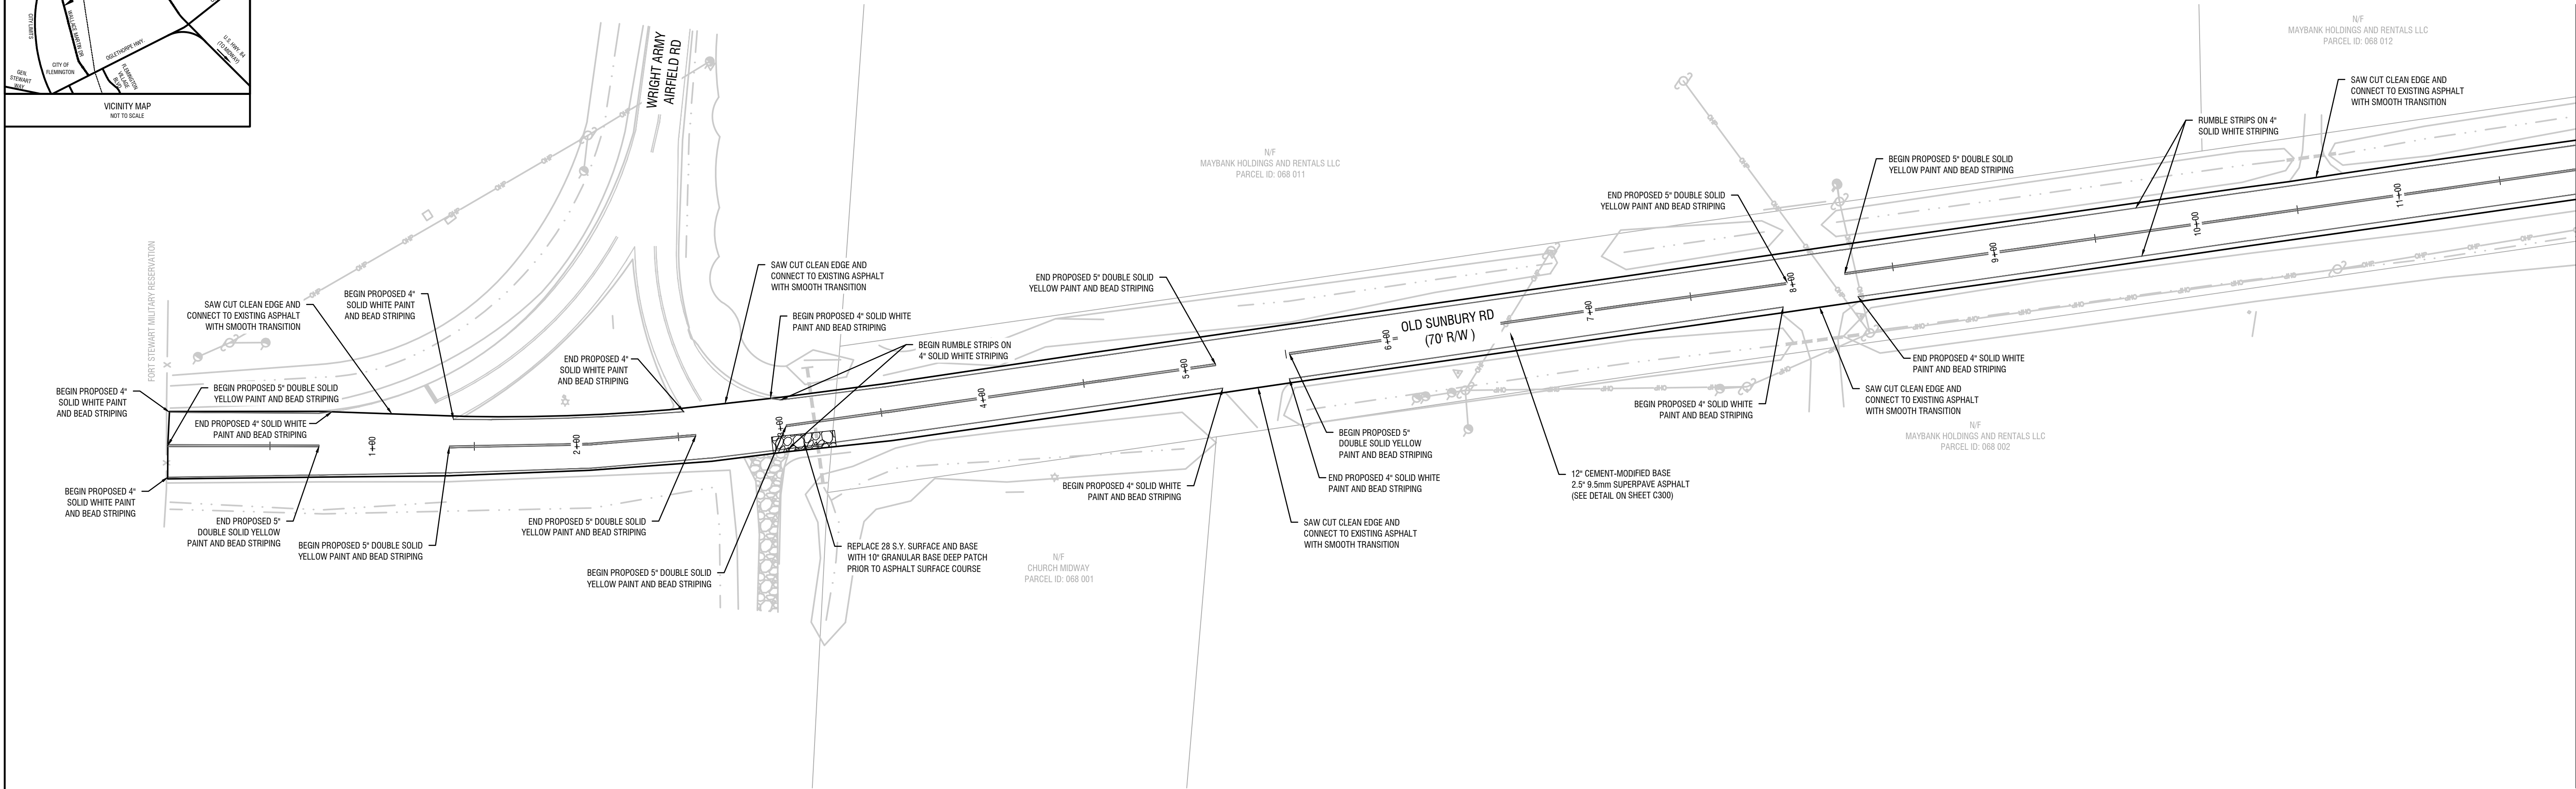 CITY LIMITS
WALLACE MARTIN DR
OGLETHORPE HWY.
U.S. HWY. 84
(TO MIDWAY)
CITY OF
FLEMINGTON
GEN.
STEWART
WAY
FLEMINGTON
VILLAGE
BLVD
VICINITY MAP
NOT TO SCALE
WRIGHT ARMY
AIRFIELD RD
N/F
MAYBANK HOLDINGS AND RENTALS LLC
PARCEL ID: 068 012
SAW CUT CLEAN EDGE AND
CONNECT TO EXISTING ASPHALT
WITH SMOOTH TRANSITION
RUMBLE STRIPS ON 4"
SOLID WHITE STRIPING
N/F
MAYBANK HOLDINGS AND RENTALS LLC
PARCEL ID: 068 011
BEGIN PROPOSED 5" DOUBLE SOLID
YELLOW PAINT AND BEAD STRIPING
END PROPOSED 5" DOUBLE SOLID
YELLOW PAINT AND BEAD STRIPING
FORT STEWART MILITARY RESERVATION
SAW CUT CLEAN EDGE AND
CONNECT TO EXISTING ASPHALT
WITH SMOOTH TRANSITION
BEGIN PROPOSED 4"
SOLID WHITE PAINT
AND BEAD STRIPING
SAW CUT CLEAN EDGE AND
CONNECT TO EXISTING ASPHALT
WITH SMOOTH TRANSITION
END PROPOSED 5" DOUBLE SOLID
YELLOW PAINT AND BEAD STRIPING
BEGIN PROPOSED 4" SOLID WHITE
PAINT AND BEAD STRIPING
BEGIN RUMBLE STRIPS ON
4" SOLID WHITE STRIPING
END PROPOSED 4"
SOLID WHITE PAINT
AND BEAD STRIPING
BEGIN PROPOSED 4"
SOLID WHITE PAINT
AND BEAD STRIPING
BEGIN PROPOSED 5" DOUBLE SOLID
YELLOW PAINT AND BEAD STRIPING
END PROPOSED 4" SOLID WHITE
PAINT AND BEAD STRIPING
1+00
2+00
3+00
4+00
5+00
6+00
OLD SUNBURY RD
(70' R/W )
7+00
8+00
9+00
10+00
11+00
END PROPOSED 4" SOLID WHITE
PAINT AND BEAD STRIPING
SAW CUT CLEAN EDGE AND
CONNECT TO EXISTING ASPHALT
WITH SMOOTH TRANSITION
BEGIN PROPOSED 4" SOLID WHITE
PAINT AND BEAD STRIPING
N/F
MAYBANK HOLDINGS AND RENTALS LLC
PARCEL ID: 068 002
BEGIN PROPOSED 5"
DOUBLE SOLID YELLOW
PAINT AND BEAD STRIPING
END PROPOSED 4" SOLID WHITE
PAINT AND BEAD STRIPING
12" CEMENT-MODIFIED BASE
2.5" 9.5mm SUPERPAVE ASPHALT
(SEE DETAIL ON SHEET C300)
BEGIN PROPOSED 4" SOLID WHITE
PAINT AND BEAD STRIPING
SAW CUT CLEAN EDGE AND
CONNECT TO EXISTING ASPHALT
WITH SMOOTH TRANSITION
BEGIN PROPOSED 4"
SOLID WHITE PAINT
AND BEAD STRIPING
END PROPOSED 5"
DOUBLE SOLID YELLOW
PAINT AND BEAD STRIPING
BEGIN PROPOSED 5" DOUBLE SOLID
YELLOW PAINT AND BEAD STRIPING
END PROPOSED 5" DOUBLE SOLID
YELLOW PAINT AND BEAD STRIPING
BEGIN PROPOSED 5" DOUBLE SOLID
YELLOW PAINT AND BEAD STRIPING
REPLACE 28 S.Y. SURFACE AND BASE
WITH 10" GRANULAR BASE DEEP PATCH
PRIOR TO ASPHALT SURFACE COURSE
N/F
CHURCH MIDWAY
PARCEL ID: 068 001